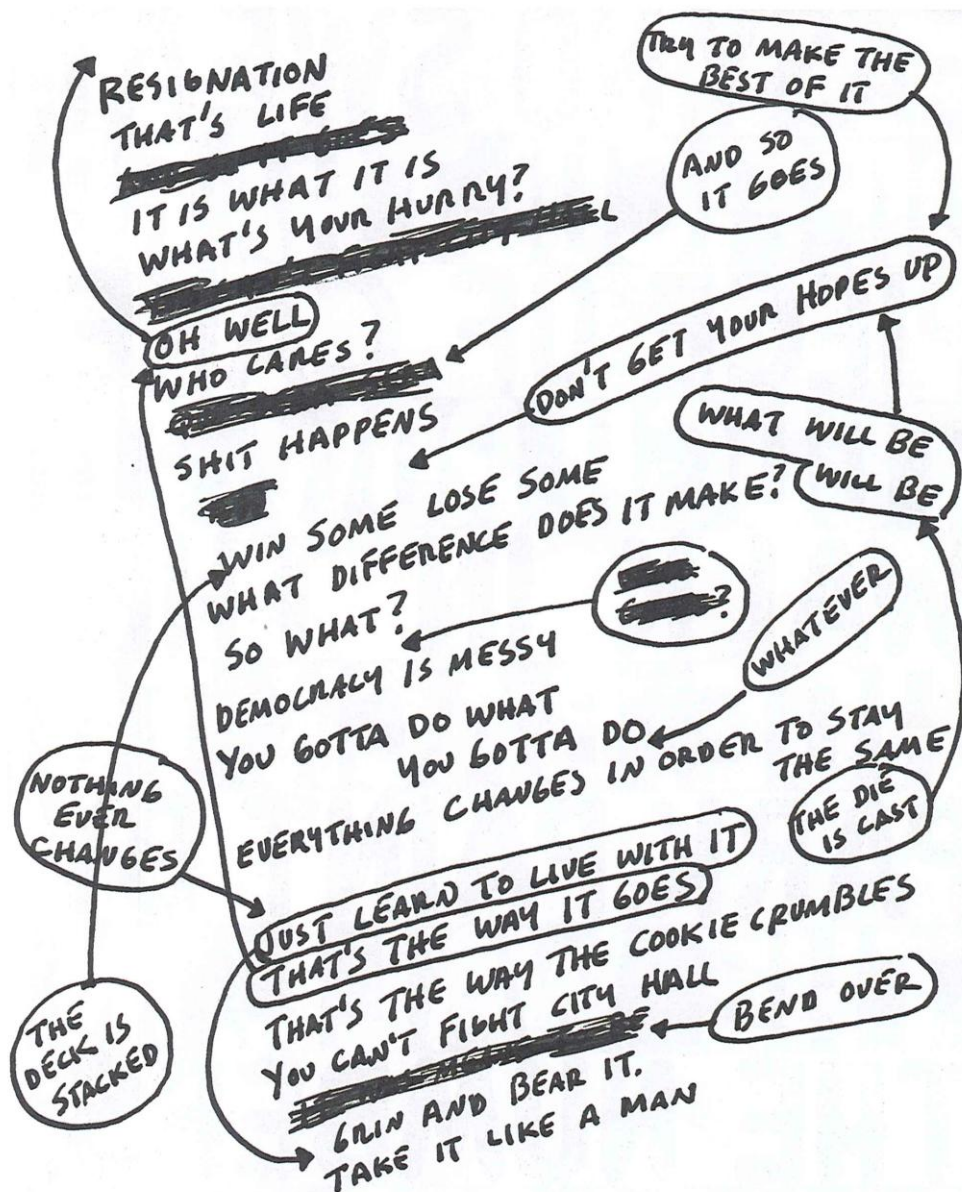 RESIGNATION
THAT'S LIFE
IT IS WHAT IT IS
WHAT'S YOUR HURRY?
OH WELL
WHO CARES?
SHIT HAPPENS
WIN SOME LOSE SOME
WHAT DIFFERENCE DOES IT MAKE?
SO WHAT?
DEMOCRACY IS MESSY
YOU GOTTA DO WHAT
YOU GOTTA DO
EVERYTHING CHANGES IN ORDER TO STAY
THE SAME
JUST LEARN TO LIVE WITH IT
THAT'S THE WAY IT GOES
THAT'S THE WAY THE COOKIE CRUMBLES
YOU CAN'T FIGHT CITY HALL
GRIN AND BEAR IT.
TAKE IT LIKE A MAN
TRY TO MAKE THE
BEST OF IT
AND SO
IT GOES
DON'T GET YOUR HOPES UP
WHAT WILL BE
WILL BE
?
WHATEVER
THE DIE
IS CAST
BEND OVER
NOTHING
EVER
CHANGES
THE
DECK IS
STACKED